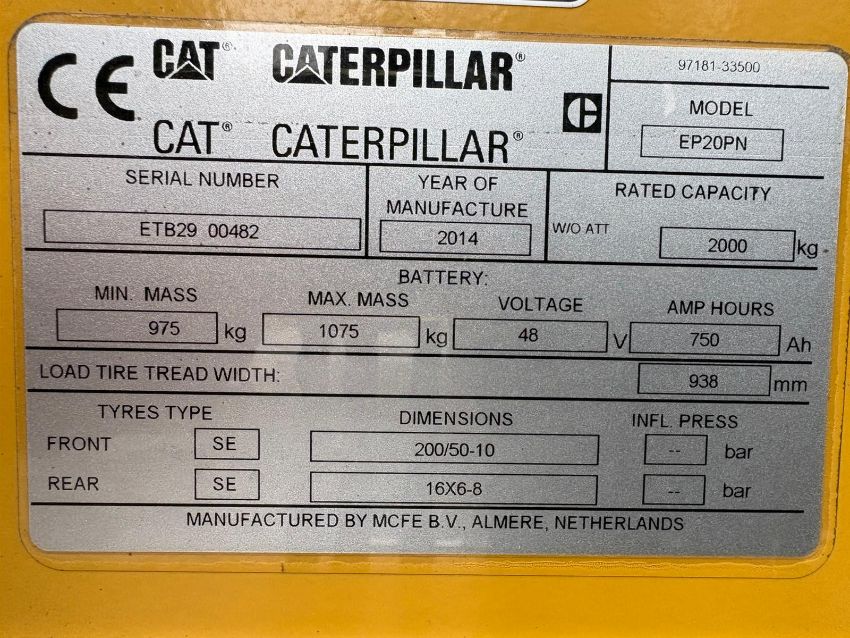 CE CAT® CATERPILLAR®
CAT® CATERPILLAR®
97181-33500
MODEL
EP20PN
SERIAL NUMBER
ETB29 00482
YEAR OF
MANUFACTURE
2014
RATED CAPACITY
W/O ATT 2000 kg
BATTERY:
MIN. MASS MAX. MASS VOLTAGE AMP HOURS
975 kg 1075 kg 48 V 750 Ah
LOAD TIRE TREAD WIDTH: 938 mm
TYRES TYPE DIMENSIONS INFL. PRESS
FRONT SE 200/50-10 -- bar
REAR SE 16X6-8 -- bar
MANUFACTURED BY MCFE B.V., ALMERE, NETHERLANDS